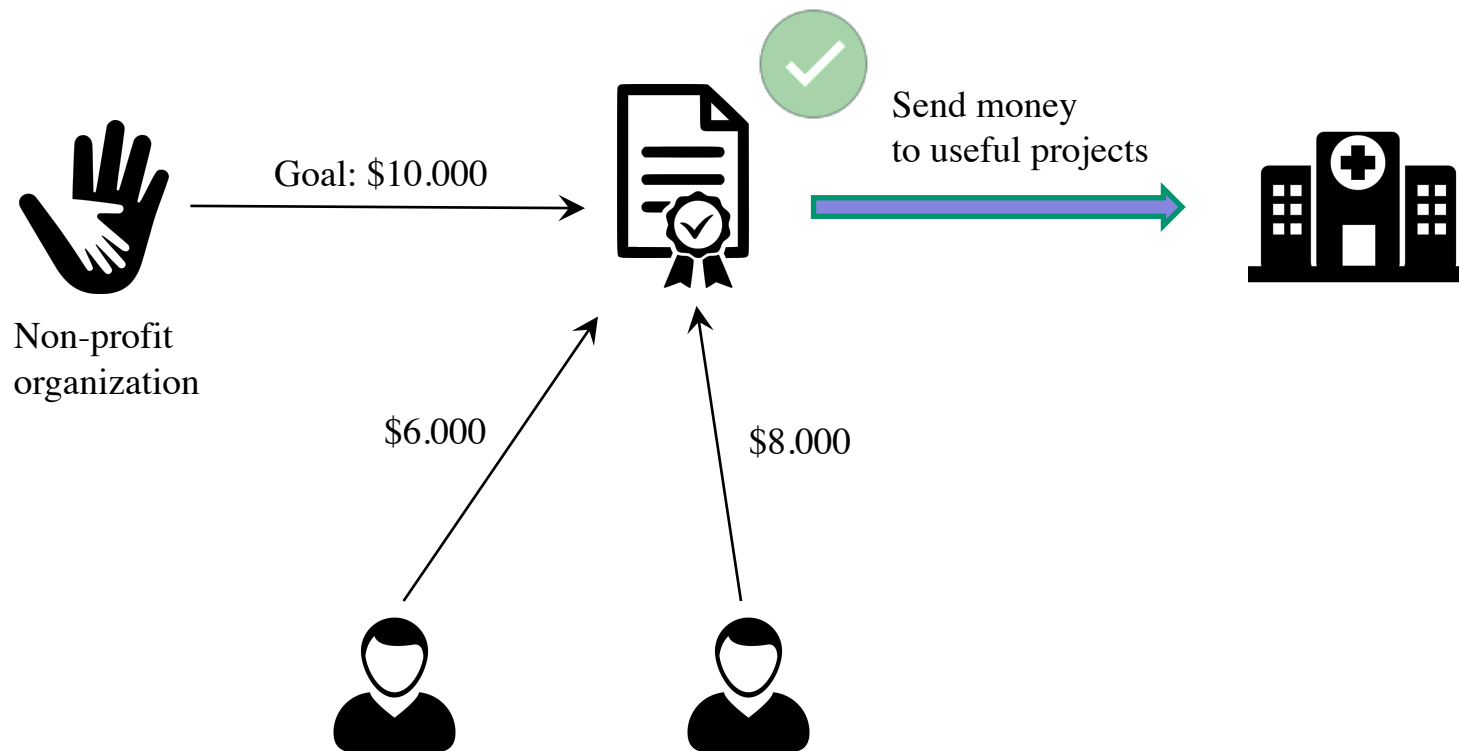 Send money
to useful projects
Goal: $10.000
Non-profit
organization
$6.000
$8.000